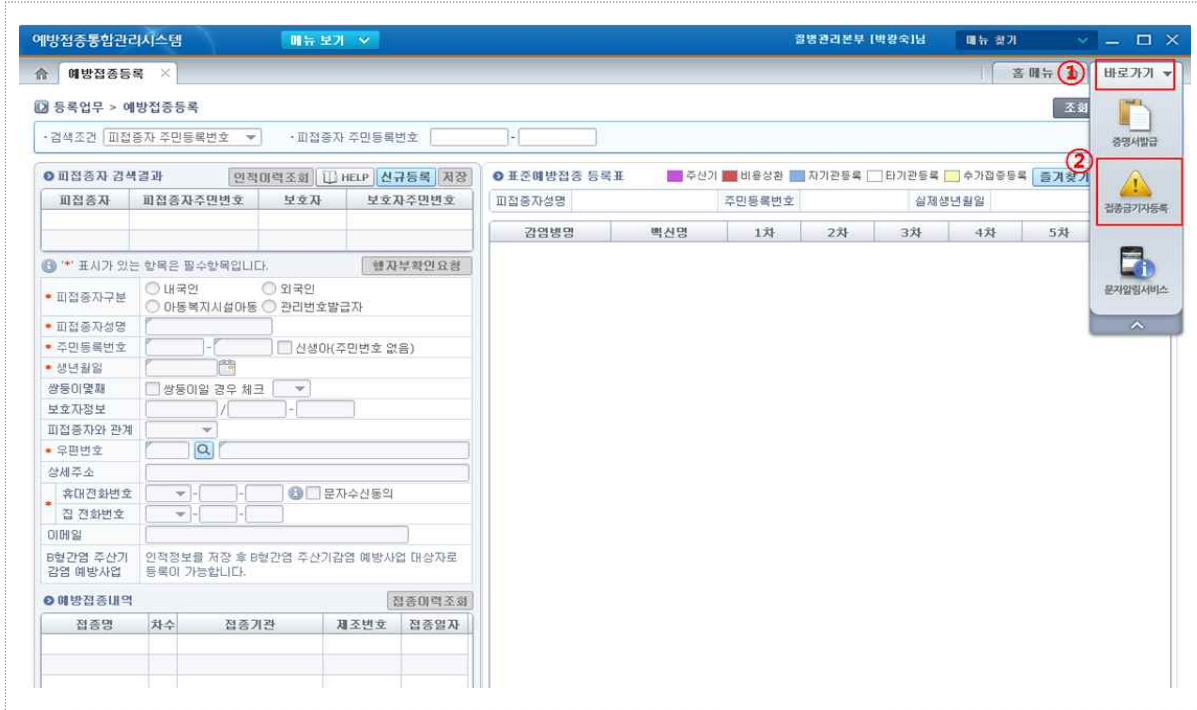 예방접종통합관리시스템 메뉴 보기 질병관리본부 [박광숙]님 메뉴 찾기
예방접종등록 홈 메뉴 ① 바로가기
등록업무 > 예방접종등록 조회
·검색조건 피접종자 주민등록번호 ·피접종자 주민등록번호 -
증명서발급
피접종자 검색결과 인적이력조회 HELP 신규등록 저장
피접종자 피접종자주민번호 보호자 보호자주민번호
'*' 표시가 있는 항목은 필수항목입니다. 행자부확인요청
피접종자구분 내국인 외국인
아동복지시설아동 관리번호발급자
피접종자성명
주민등록번호 - 신생아(주민번호 없음)
생년월일
쌍둥이몇째 쌍둥이일 경우 체크
보호자정보 / -
피접종자와 관계
우편번호
상세주소
* 휴대전화번호 - - 문자수신동의
집 전화번호 - -
이메일
B형간염 주산기 감염 예방사업 인적정보를 저장 후 B형간염 주산기감염 예방사업 대상자로
등록이 가능합니다.
예방접종내역 접종이력조회
접종명 차수 접종기관 제조번호 접종일자
표준예방접종 등록표 주산기 비용상환 자기관등록 타기관등록 추가접종등록 즐겨찾기
피접종자성명 주민등록번호 실제생년월일
감염병명 백신명 1차 2차 3차 4차 5차
②
접종금기자등록
문자알림서비스